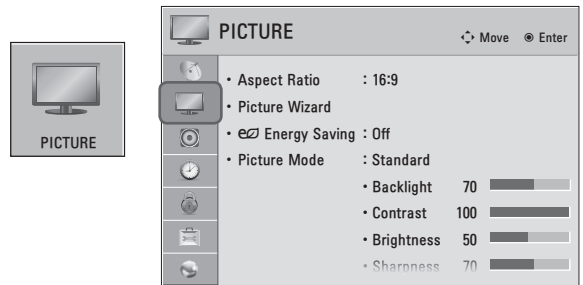 PICTURE
PICTURE
Move Enter
• Aspect Ratio : 16:9
• Picture Wizard
• Energy Saving : Off
• Picture Mode : Standard
• Backlight 70
• Contrast 100
• Brightness 50
• Sharpness 70